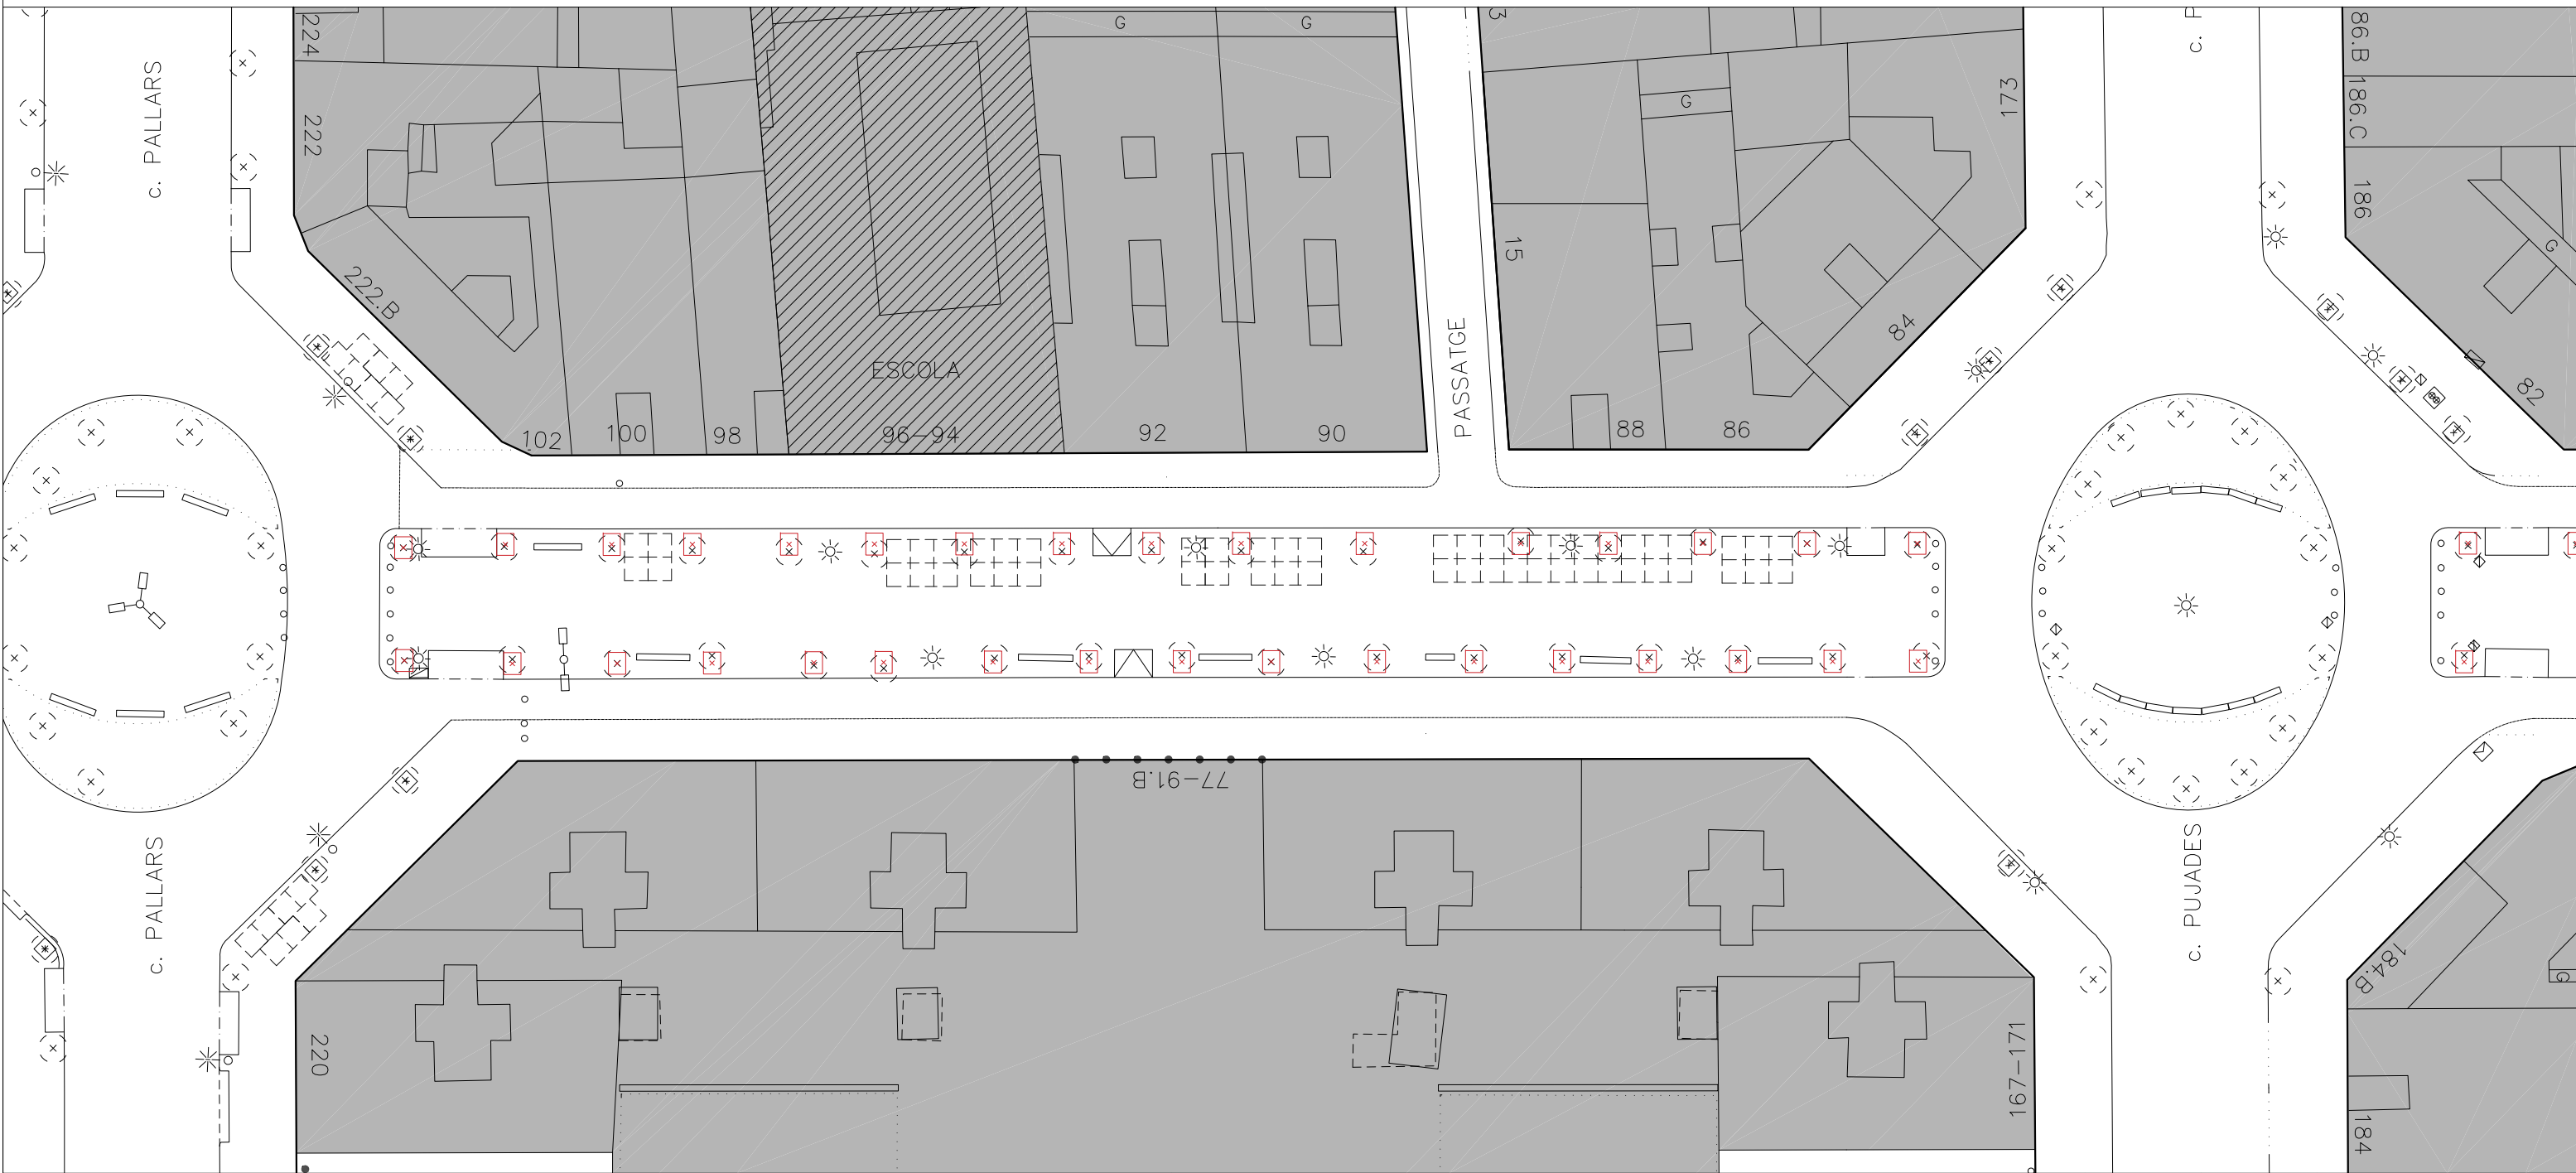 224
c. PALLARS
222
222.B
102
100
98
ESCOLA
96-94
G
G
92
90
PASSATGE
3
15
G
88
86
84
173
c. P
86.B
186.C
186
G
82
c. PALLARS
220
77-91.B
167-171
c. PUJADES
184.B
G
184